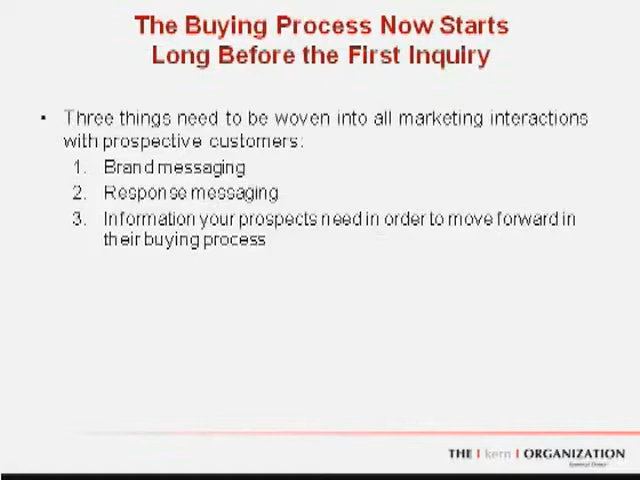 The Buying Process Now Starts
Long Before the First Inquiry
• Three things need to be woven into all marketing interactions
with prospective customers:
1. Brand messaging
2. Response messaging
3. Information your prospects need in order to move forward in
their buying process
THE | kern | ORGANIZATION